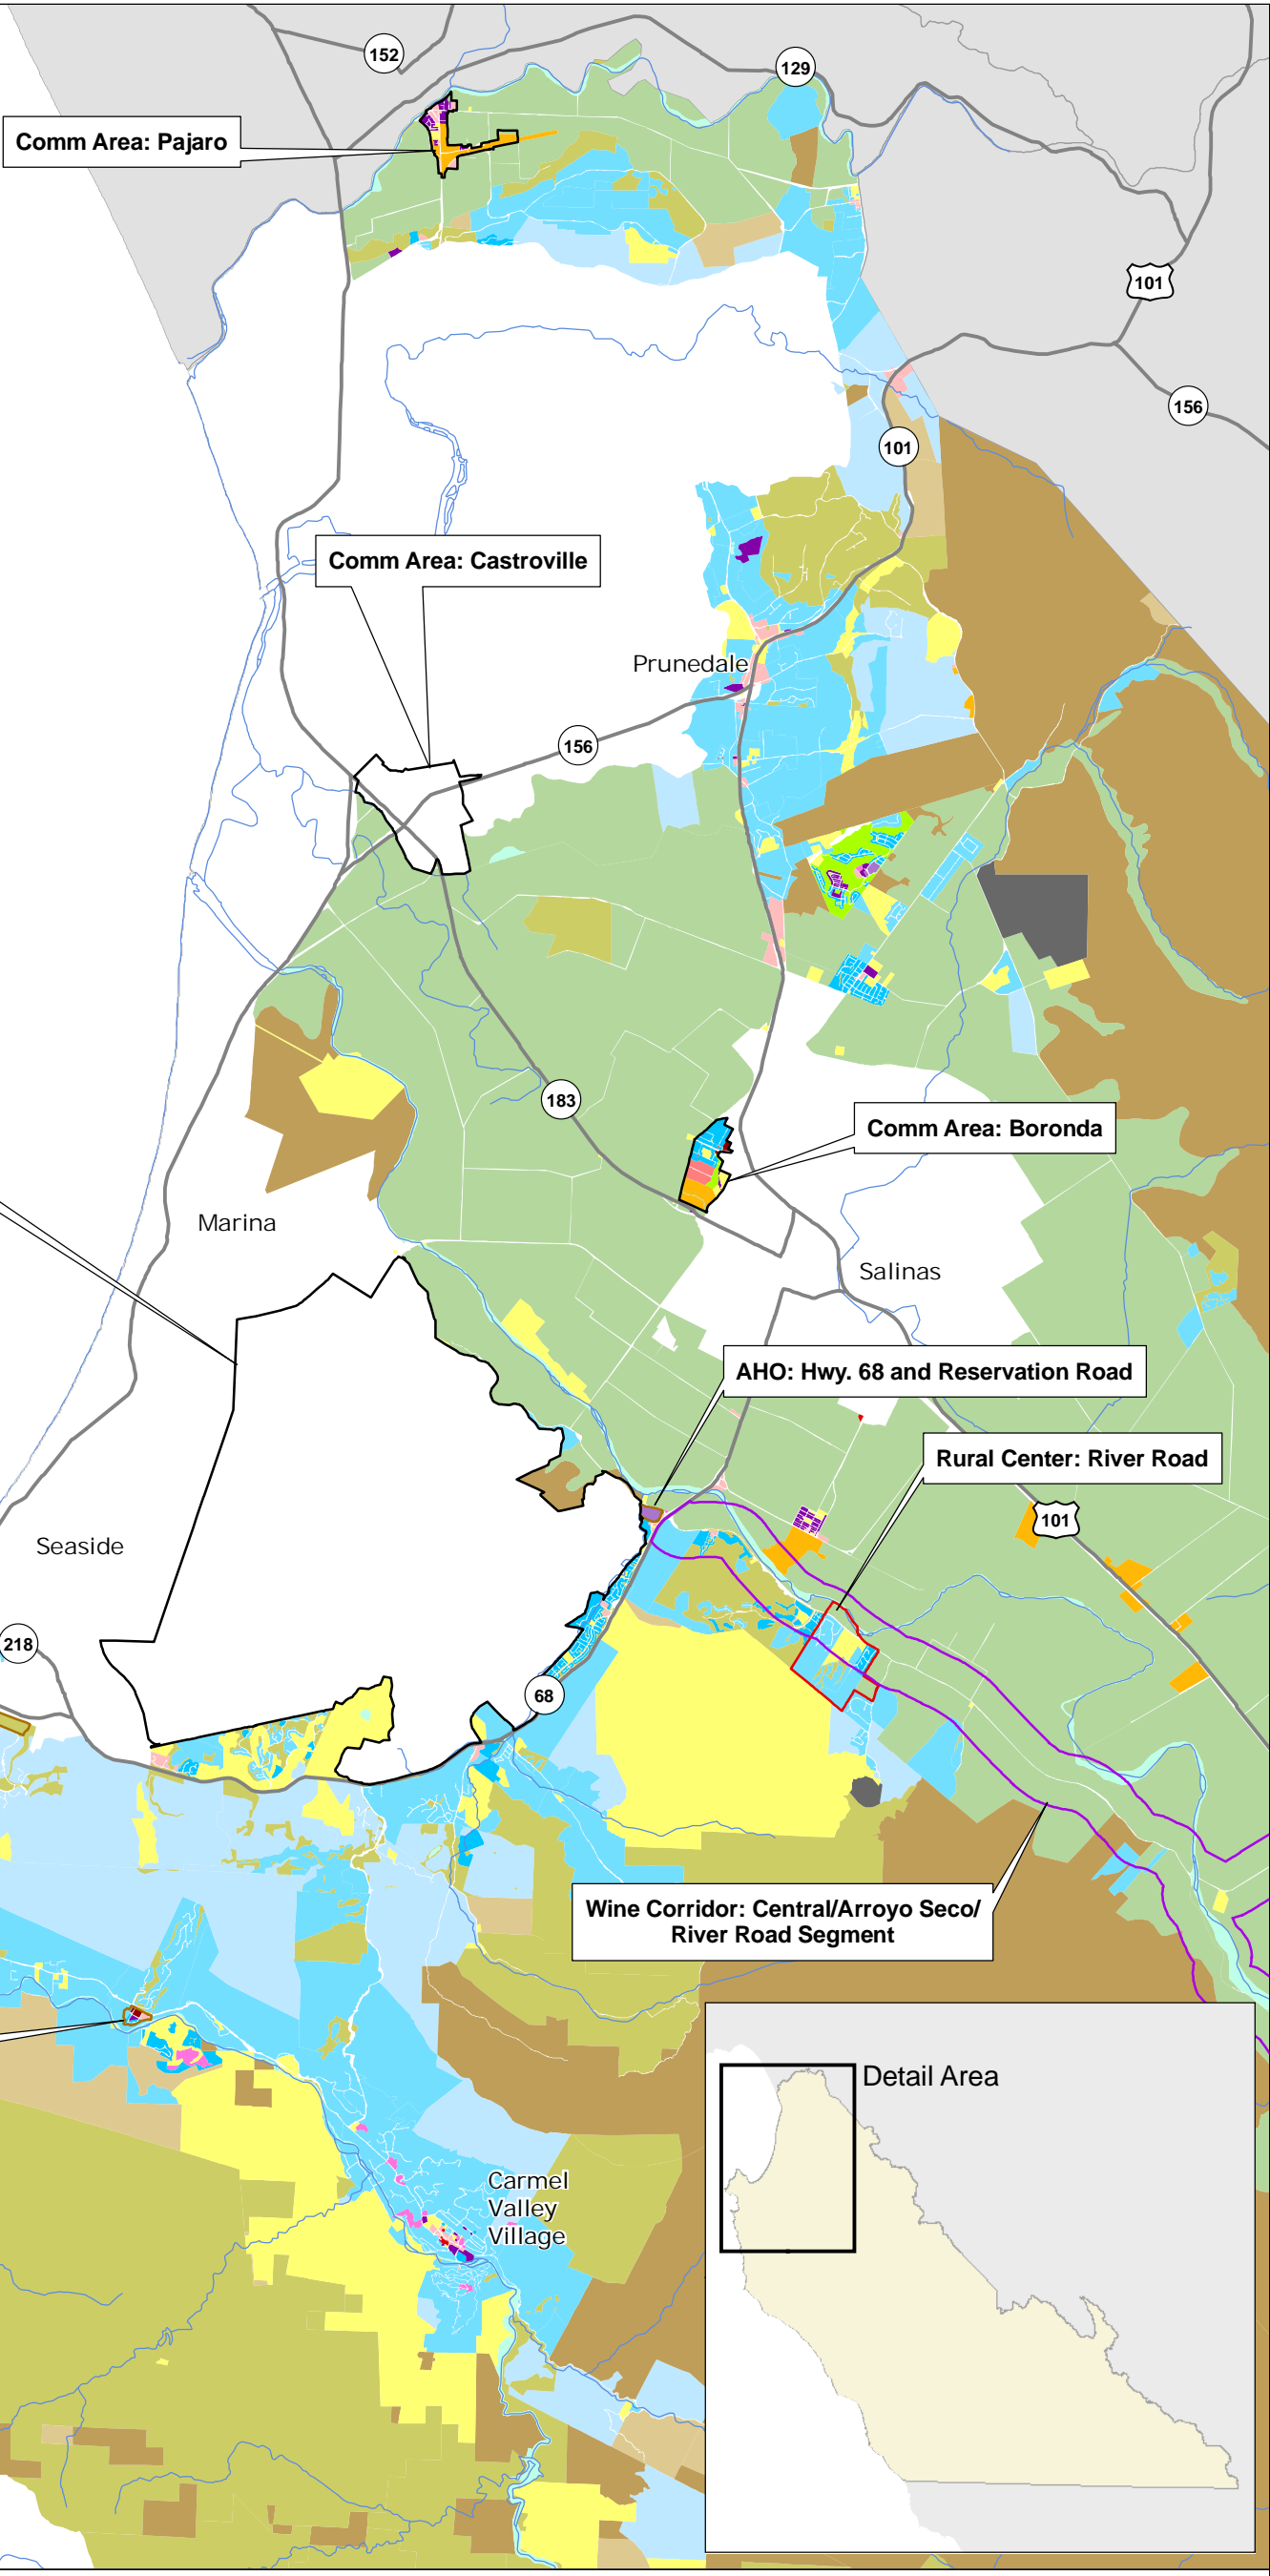 152
129
Comm Area: Pajaro
101
156
101
Comm Area: Castroville
Prunedale
156
183
Comm Area: Boronda
Marina
Salinas
AHO: Hwy. 68 and Reservation Road
Rural Center: River Road
101
Seaside
218
68
Wine Corridor: Central/Arroyo Seco/
River Road Segment
Detail Area
Carmel
Valley
Village